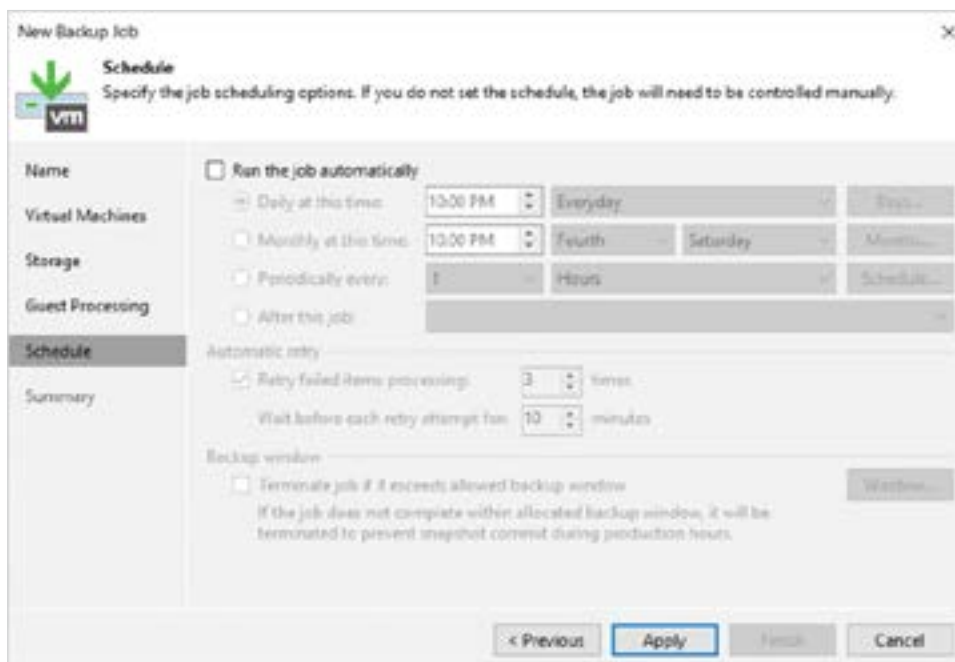 New Backup Job
Schedule
Specify the job scheduling options. If you do not set the schedule, the job will need to be controlled manually.
vm
Name
Virtual Machines
Storage
Guest Processing
Schedule
Summary
Run the job automatically
Daily at this time: 10:00 PM Everyday Days...
Monthly at this time: 10:00 PM Fourth Saturday Months...
Periodically every: 1 Hours Schedule...
After this job:
Automatic retry
Retry failed items processing: 3 times
Wait before each retry attempt for: 10 minutes
Backup window
Terminate job if it exceeds allowed backup window Window...
If the job does not complete within allocated backup window, it will be
terminated to prevent snapshot commit during production hours.
< Previous Apply Finish Cancel